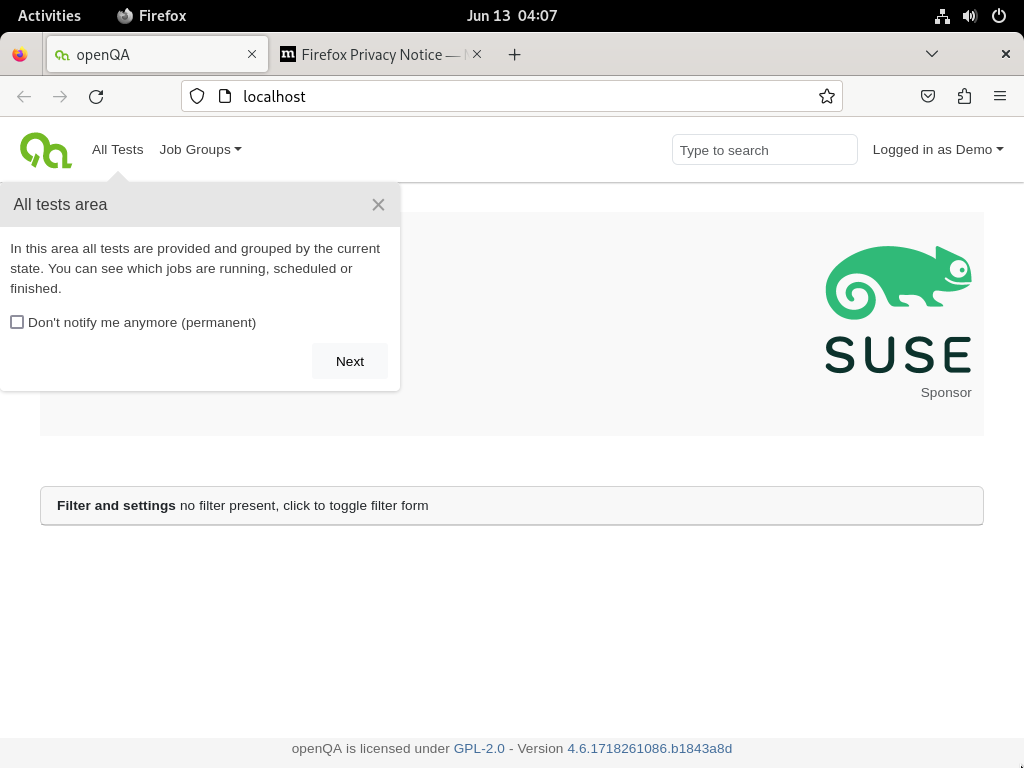 Activities Firefox Jun 13 04:07
openQA Firefox Privacy Notice —
localhost
All Tests Job Groups Type to search Logged in as Demo
All tests area
In this area all tests are provided and grouped by the current
state. You can see which jobs are running, scheduled or
finished.
Don't notify me anymore (permanent)
Next
SUSE
Sponsor
Filter and settings no filter present, click to toggle filter form
openQA is licensed under GPL-2.0 - Version 4.6.1718261086.b1843a8d